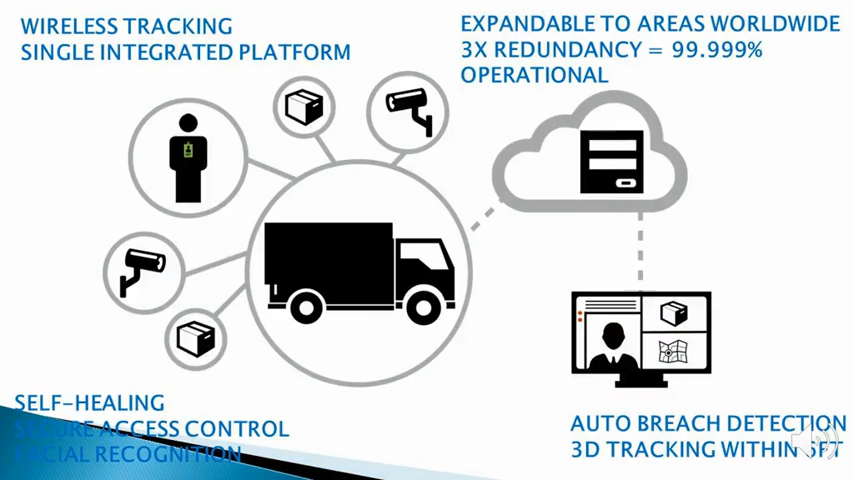 WIRELESS TRACKING
SINGLE INTEGRATED PLATFORM
EXPANDABLE TO AREAS WORLDWIDE
3X REDUNDANCY = 99.999%
OPERATIONAL
SELF-HEALING
SECURE ACCESS CONTROL
FACIAL RECOGNITION
AUTO BREACH DETECTION
3D TRACKING WITHIN 5FT